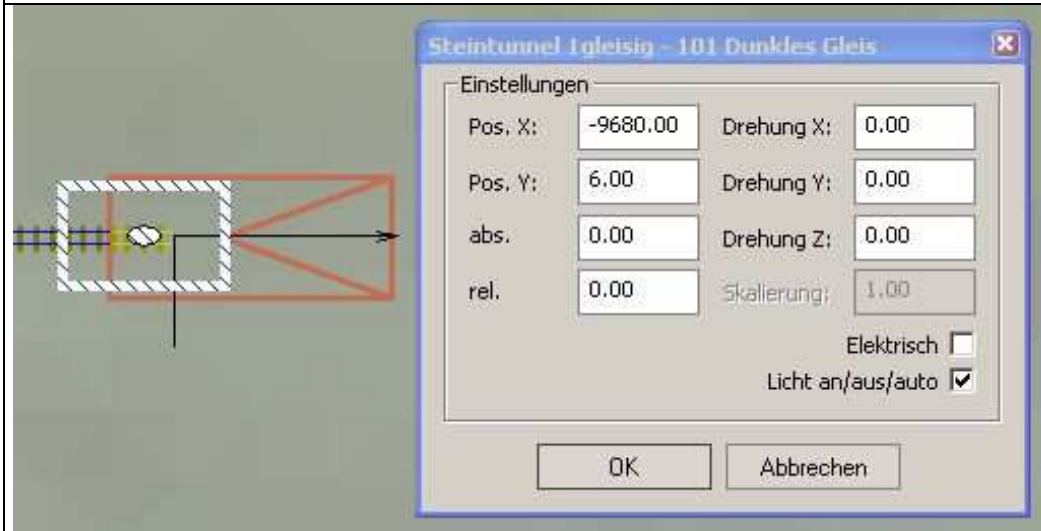 Steintunnel 1gleisig - 101 Dunkles Gleis
Einstellungen
Pos. X: -9680.00 Drehung X: 0.00
Pos. Y: 6.00 Drehung Y: 0.00
abs. 0.00 Drehung Z: 0.00
rel. 0.00 Skalierung: 1.00
Elektrisch
Licht an/aus/auto
OK Abbrechen